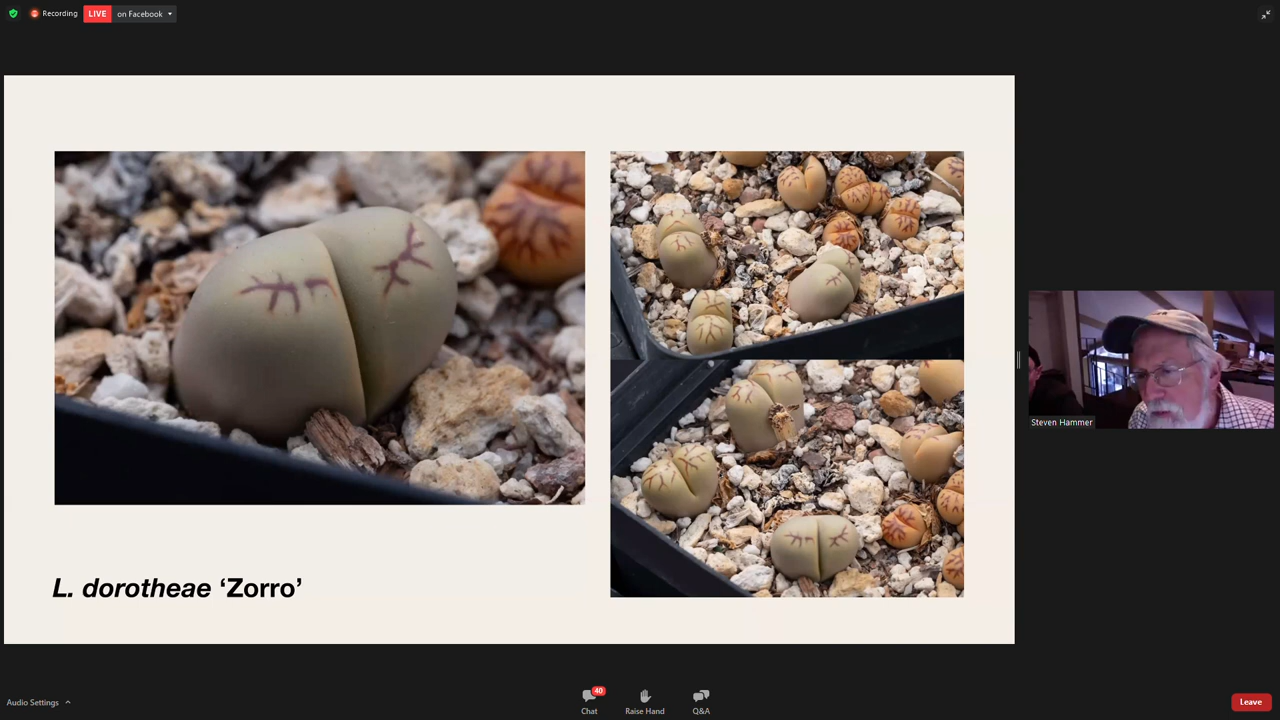 Recording
LIVE on Facebook
L. dorotheae ‘Zorro’
Steven Hammer
Audio Settings
40
Chat
Raise Hand
Q&A
Leave